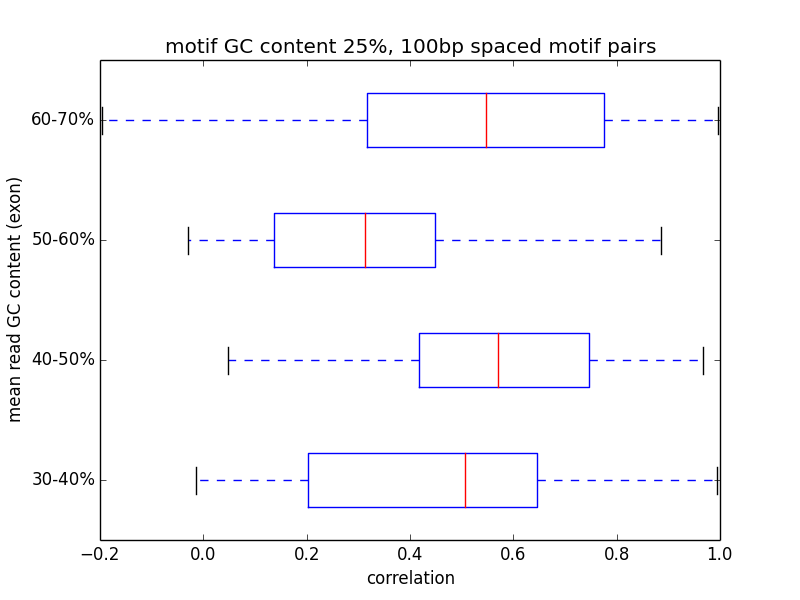 motif GC content 25%, 100bp spaced motif pairs
mean read GC content (exon)
60-70%
50-60%
40-50%
30-40%
−0.2 0.0 0.2 0.4 0.6 0.8 1.0
correlation